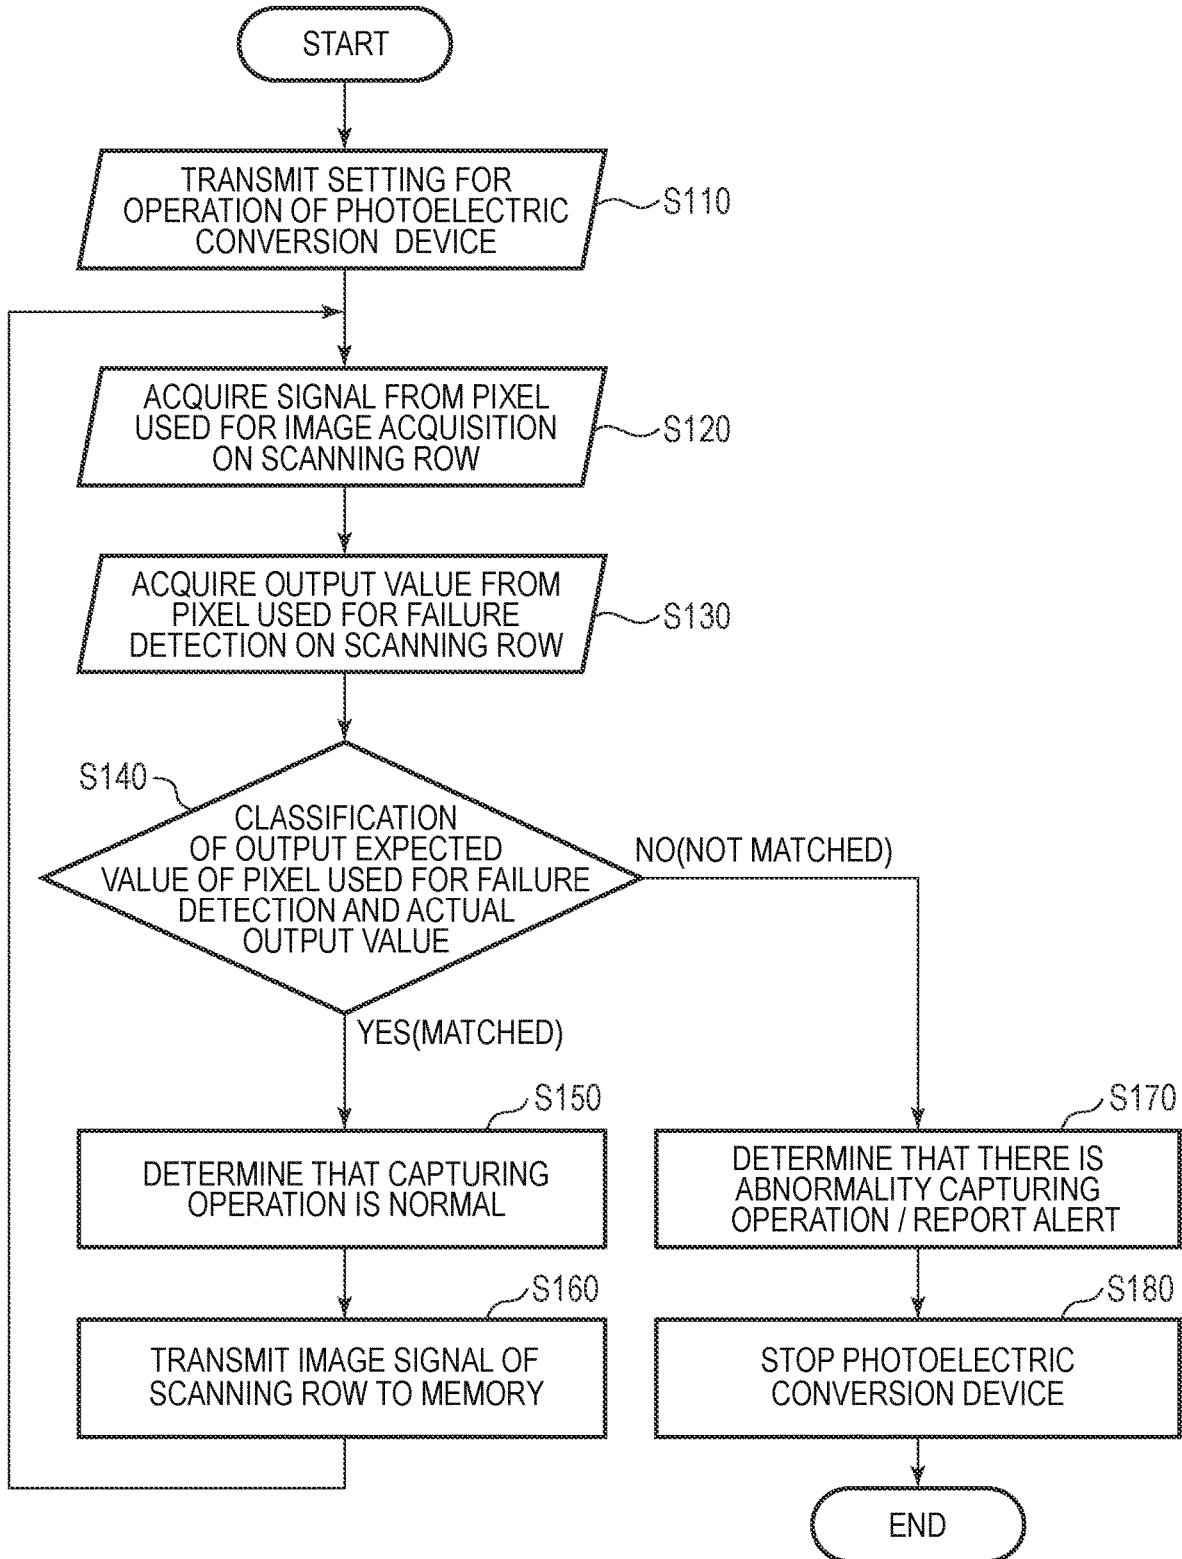 START
TRANSMIT SETTING FOR
OPERATION OF PHOTOELECTRIC
CONVERSION DEVICE
S110
ACQUIRE SIGNAL FROM PIXEL
USED FOR IMAGE ACQUISITION
ON SCANNING ROW
S120
ACQUIRE OUTPUT VALUE FROM
PIXEL USED FOR FAILURE
DETECTION ON SCANNING ROW
S130
S140
CLASSIFICATION
OF OUTPUT EXPECTED
VALUE OF PIXEL USED FOR FAILURE
DETECTION AND ACTUAL
OUTPUT VALUE
NO(NOT MATCHED)
YES(MATCHED)
S150
DETERMINE THAT CAPTURING
OPERATION IS NORMAL
S160
TRANSMIT IMAGE SIGNAL OF
SCANNING ROW TO MEMORY
S170
DETERMINE THAT THERE IS
ABNORMALITY CAPTURING
OPERATION / REPORT ALERT
S180
STOP PHOTOELECTRIC
CONVERSION DEVICE
END